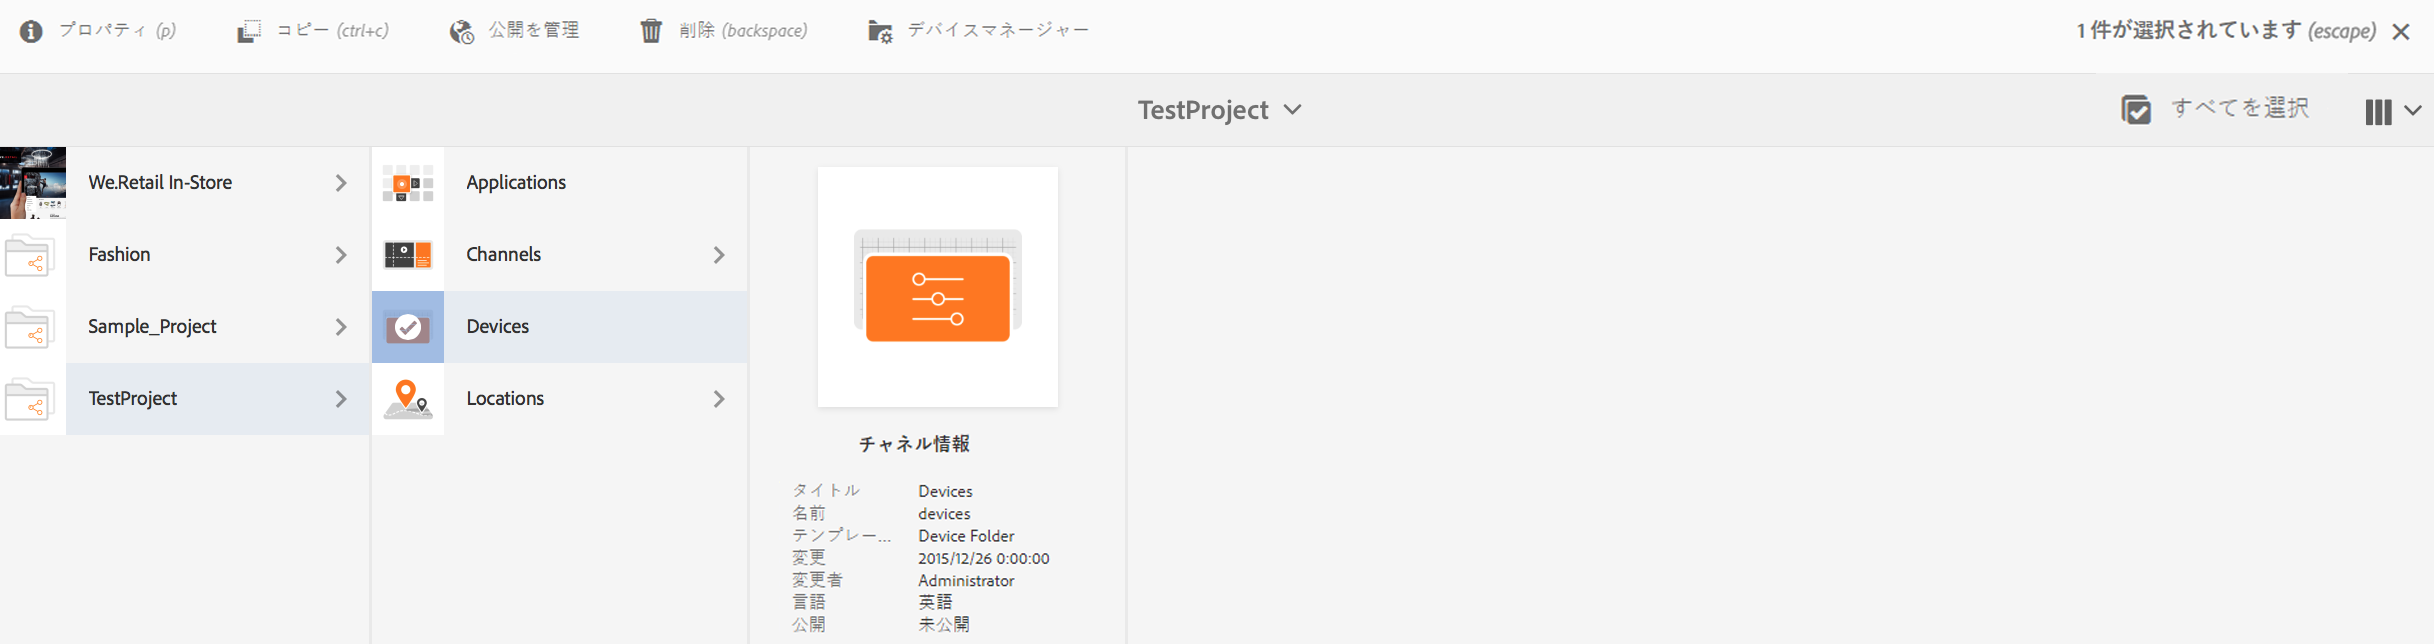 プロパティ (p) コピー (ctrl+c) 公開を管理 削除 (backspace) デバイスマネージャー 1 件が選択されています (escape)
TestProject すべてを選択
We.Retail In-Store
Fashion
Sample_Project
TestProject
Applications
Channels
Devices
Locations
チャネル情報
タイトル Devices
名前 devices
テンプレー... Device Folder
変更 2015/12/26 0:00:00
変更者 Administrator
言語 英語
公開 未公開